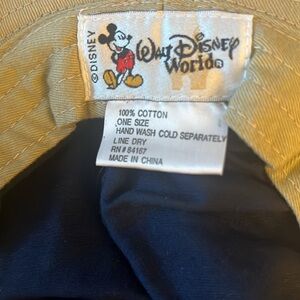 ©DISNEY
Walt Disney
World®
100% COTTON
ONE SIZE
HAND WASH COLD SEPARATELY
LINE DRY
RN # 84167
MADE IN CHINA